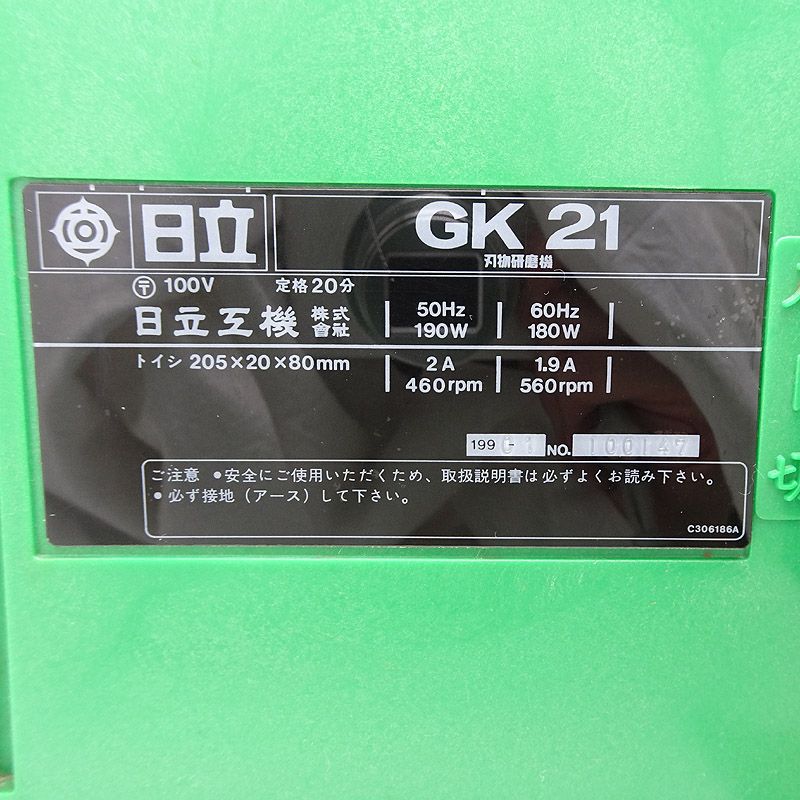 日立
GK 21
刃物研磨機
〒 100V 定格20分
日立工機 株式會社
50Hz 60Hz
190W 180W
トイシ 205×20×80mm
2A 1.9A
460rpm 560rpm
199 - NO. 100147
ご注意 •安全にご使用いただくため、取扱説明書は必ずよくお読み下さい。
•必ず接地(アース)して下さい。
C306186A
切